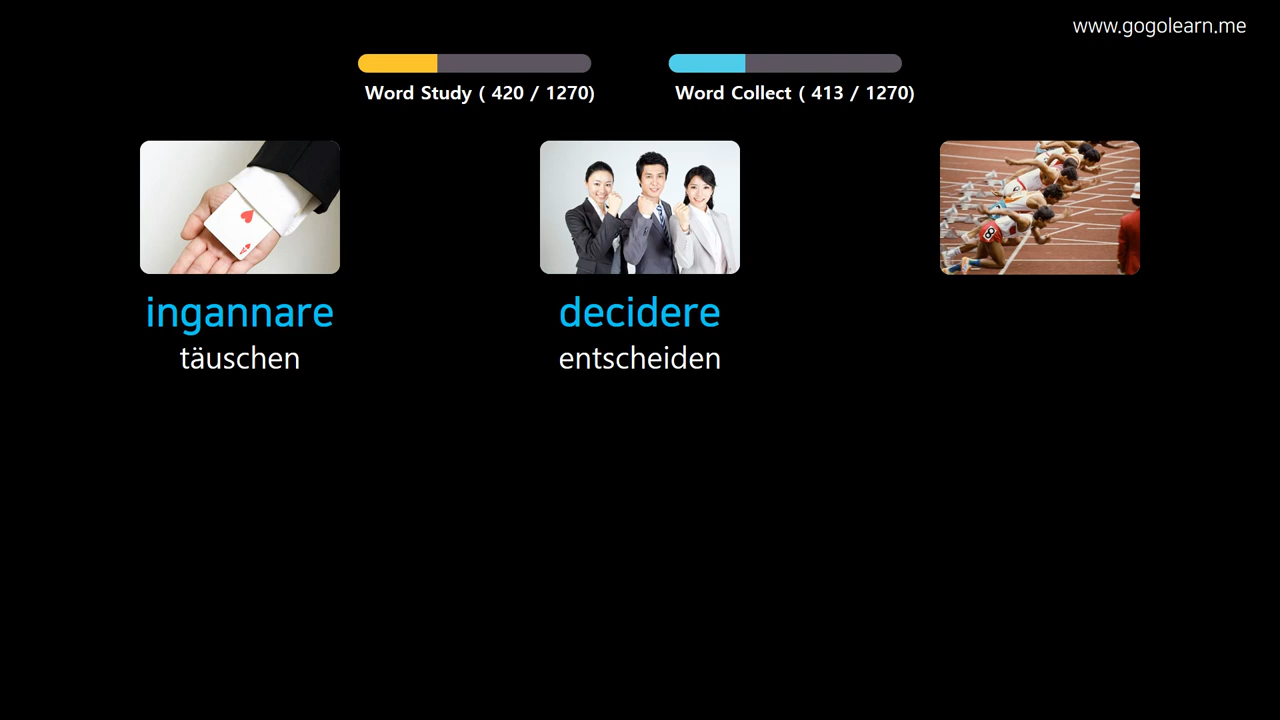 www.gogolearn.me
Word Study ( 420 / 1270)
Word Collect ( 413 / 1270)
ingannare
täuschen
decidere
entscheiden